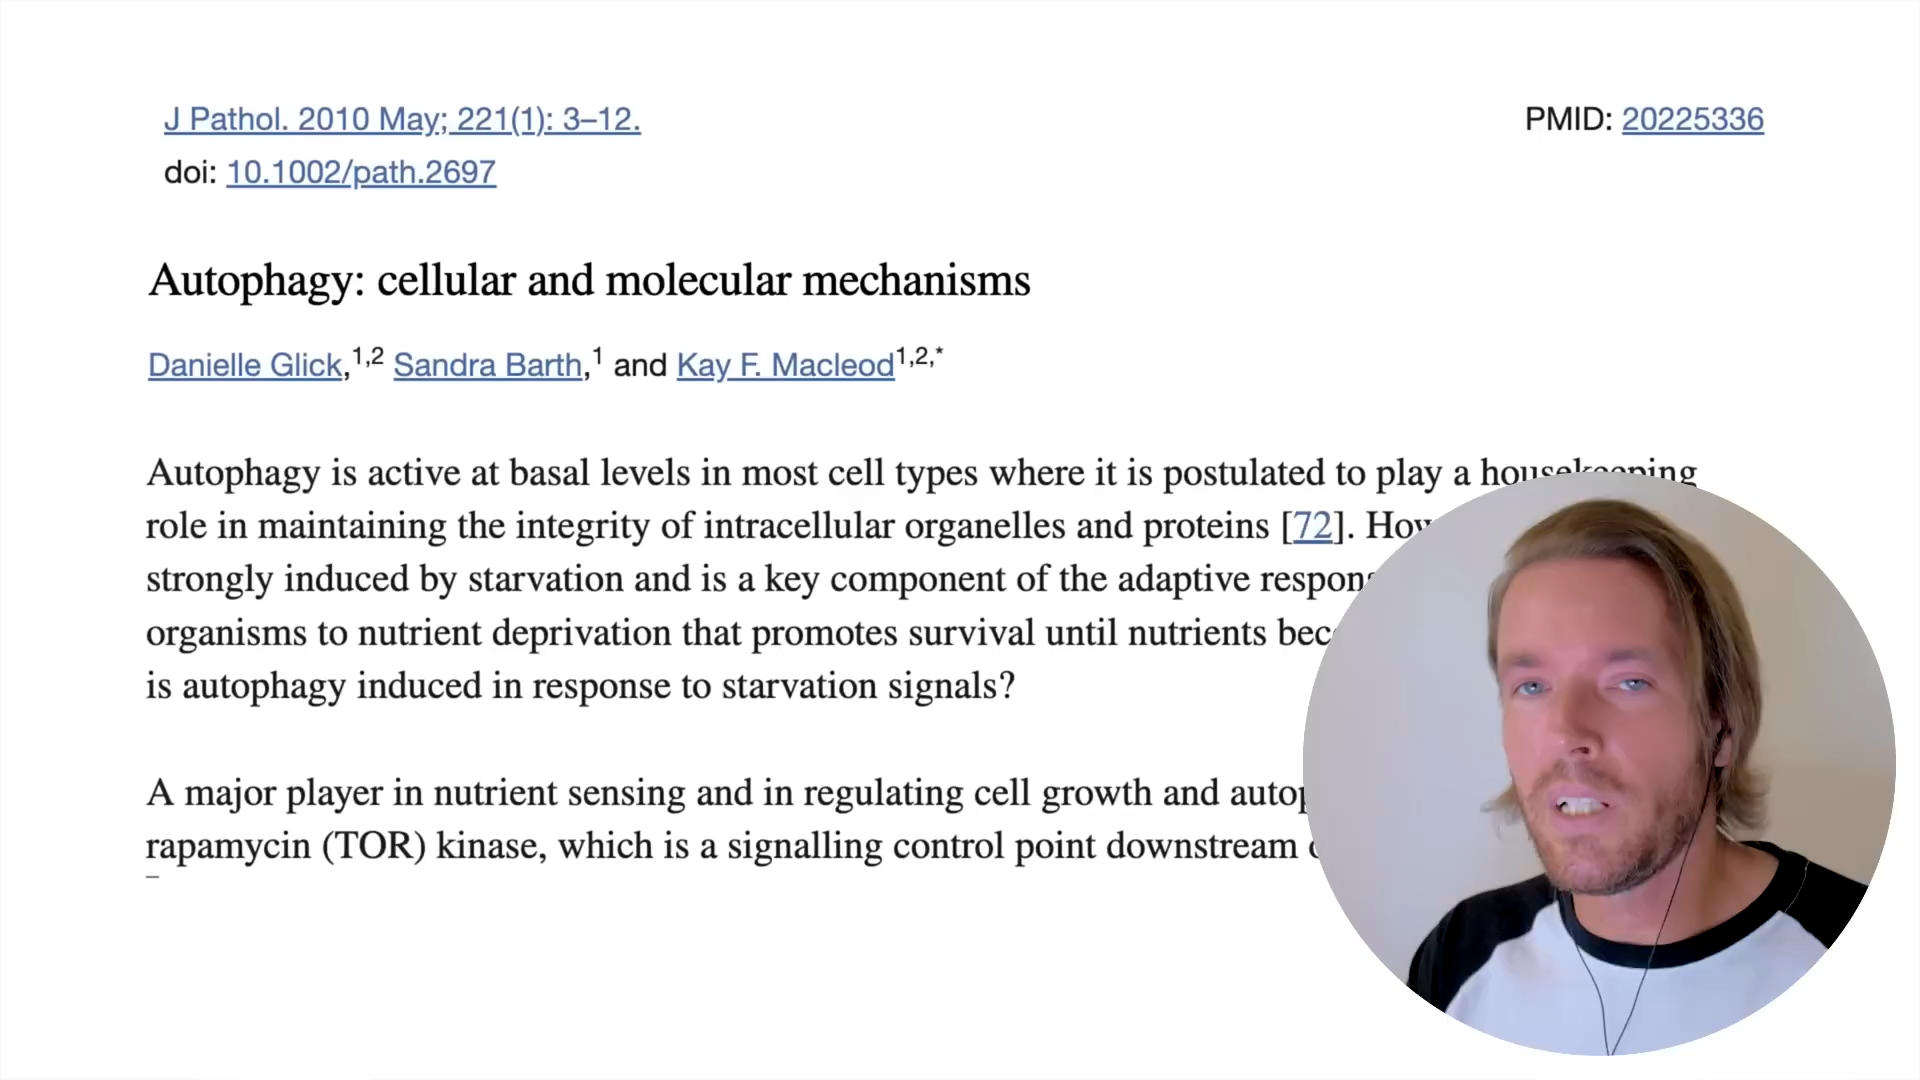 J Pathol. 2010 May; 221(1): 3–12.
PMID: 20225336
doi: 10.1002/path.2697
Autophagy: cellular and molecular mechanisms
Danielle Glick,1,2 Sandra Barth,1 and Kay F. Macleod1,2,*
Autophagy is active at basal levels in most cell types where it is postulated to play a housekeeping
role in maintaining the integrity of intracellular organelles and proteins [72].
strongly induced by starvation and is a key component of the adaptive
organisms to nutrient deprivation that promotes survival until nutrients
is autophagy induced in response to starvation signals?
A major player in nutrient sensing and in regulating cell growth and
rapamycin (TOR) kinase, which is a signalling control point downstream